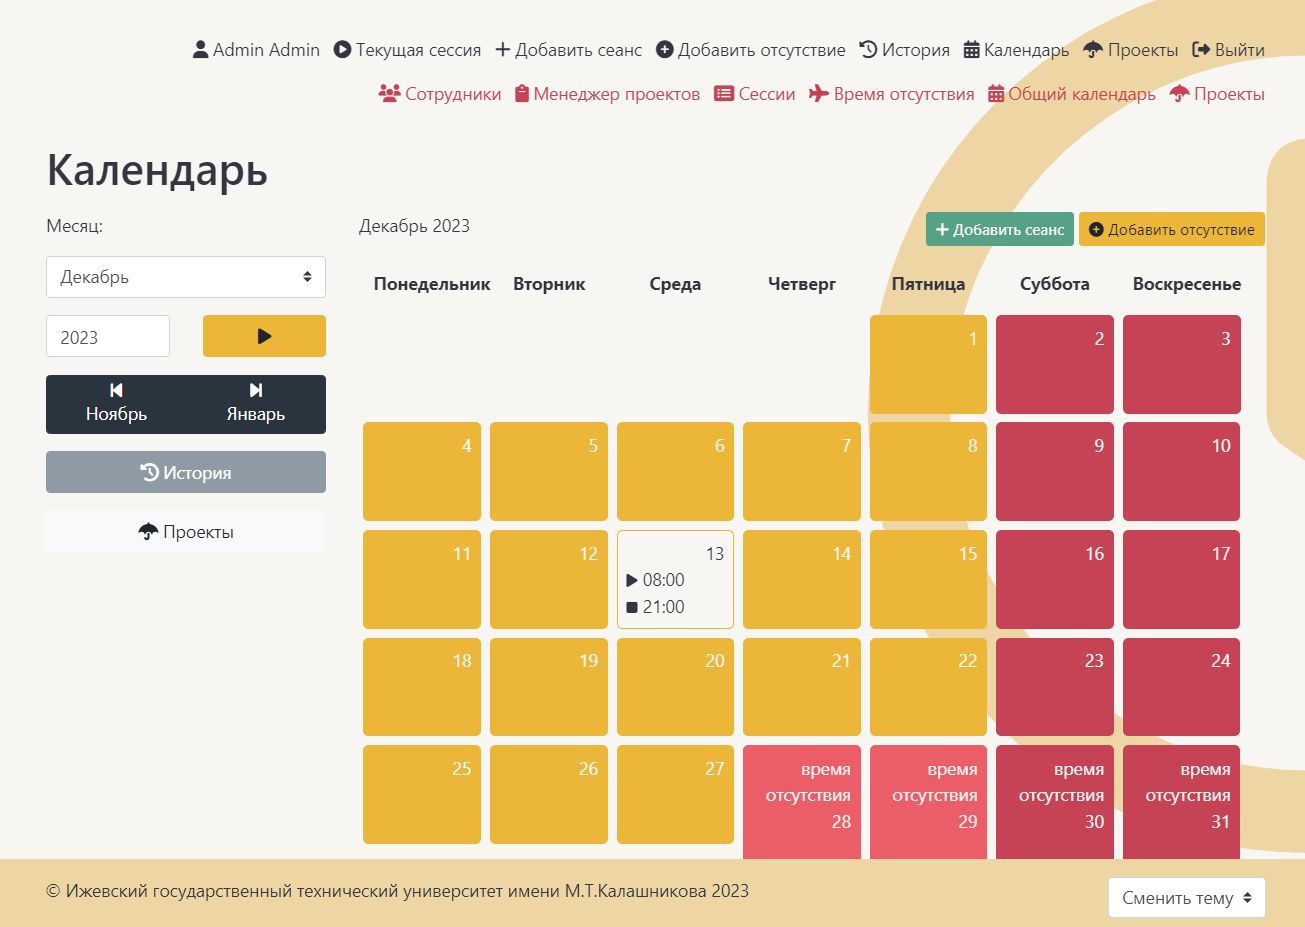 Admin Admin Текущая сессия Добавить сеанс Добавить отсутствие История Календарь Проекты Выйти
Сотрудники Менеджер проектов Сессии Время отсутствия Общий календарь Проекты
Календарь
Месяц:
Декабрь
2023
Ноябрь Январь
История
Проекты
Декабрь 2023 Добавить сеанс Добавить отсутствие
Понедельник Вторник Среда Четверг Пятница Суббота Воскресенье
1 2 3
4 5 6 7 8 9 10
11 12 13 14 15 16 17
08:00
21:00
18 19 20 21 22 23 24
25 26 27 время время время время
отсутствия отсутствия отсутствия отсутствия
28 29 30 31
© Ижевский государственный технический университет имени М.Т.Калашникова 2023
Сменить тему